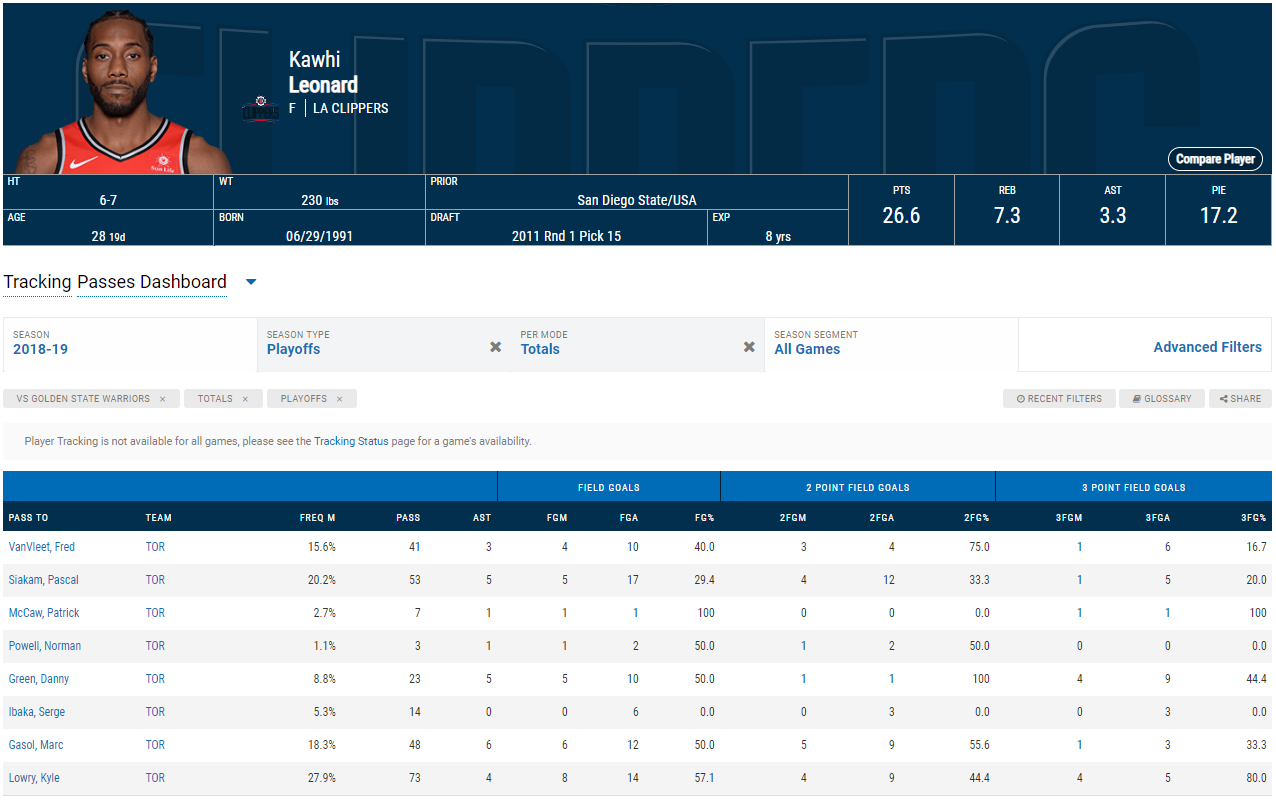 Kawhi
Leonard
F | LA CLIPPERS
Compare Player
HT
6-7
WT
230 lbs
PRIOR
San Diego State/USA
AGE
28 19d
BORN
06/29/1991
DRAFT
2011 Rnd 1 Pick 15
EXP
8 yrs
PTS REB AST PIE
26.6 7.3 3.3 17.2
Tracking Passes Dashboard
SEASON SEASON TYPE PER MODE SEASON SEGMENT
2018-19 Playoffs Totals All Games Advanced Filters
VS GOLDEN STATE WARRIORS × TOTALS × PLAYOFFS × RECENT FILTERS GLOSSARY SHARE
Player Tracking is not available for all games, please see the Tracking Status page for a game's availability.
FIELD GOALS 2 POINT FIELD GOALS 3 POINT FIELD GOALS
PASS TO TEAM FREQ M PASS AST FGM FGA FG% 2FGM 2FGA 2FG% 3FGM 3FGA 3FG%
VanVleet, Fred TOR 15.6% 41 3 4 10 40.0 3 4 75.0 1 6 16.7
Siakam, Pascal TOR 20.2% 53 5 5 17 29.4 4 12 33.3 1 5 20.0
McCaw, Patrick TOR 2.7% 7 1 1 1 100 0 0 0.0 1 1 100
Powell, Norman TOR 1.1% 3 1 1 2 50.0 1 2 50.0 0 0 0.0
Green, Danny TOR 8.8% 23 5 5 10 50.0 1 1 100 4 9 44.4
Ibaka, Serge TOR 5.3% 14 0 0 6 0.0 0 3 0.0 0 3 0.0
Gasol, Marc TOR 18.3% 48 6 6 12 50.0 5 9 55.6 1 3 33.3
Lowry, Kyle TOR 27.9% 73 4 8 14 57.1 4 9 44.4 4 5 80.0